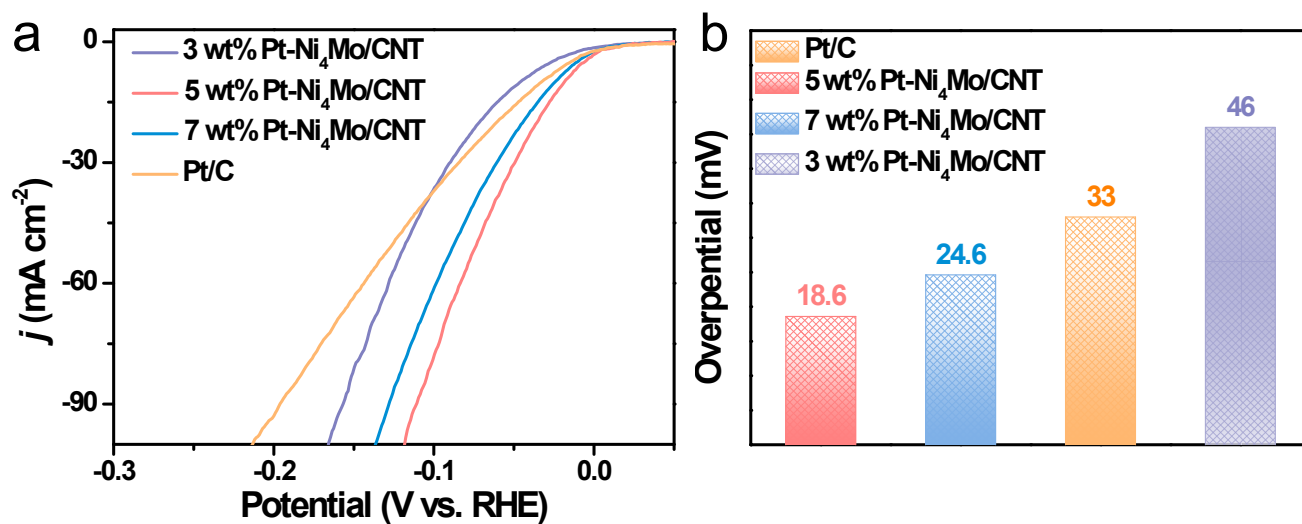 a
0
-30
-60
-90
j (mA cm-2)
3 wt% Pt-Ni4Mo/CNT
5 wt% Pt-Ni4Mo/CNT
7 wt% Pt-Ni4Mo/CNT
Pt/C
-0.3 -0.2 -0.1 0.0
Potential (V vs. RHE)
b
Overpential (mV)
Pt/C
5 wt% Pt-Ni4Mo/CNT
7 wt% Pt-Ni4Mo/CNT
3 wt% Pt-Ni4Mo/CNT
18.6
24.6
33
46